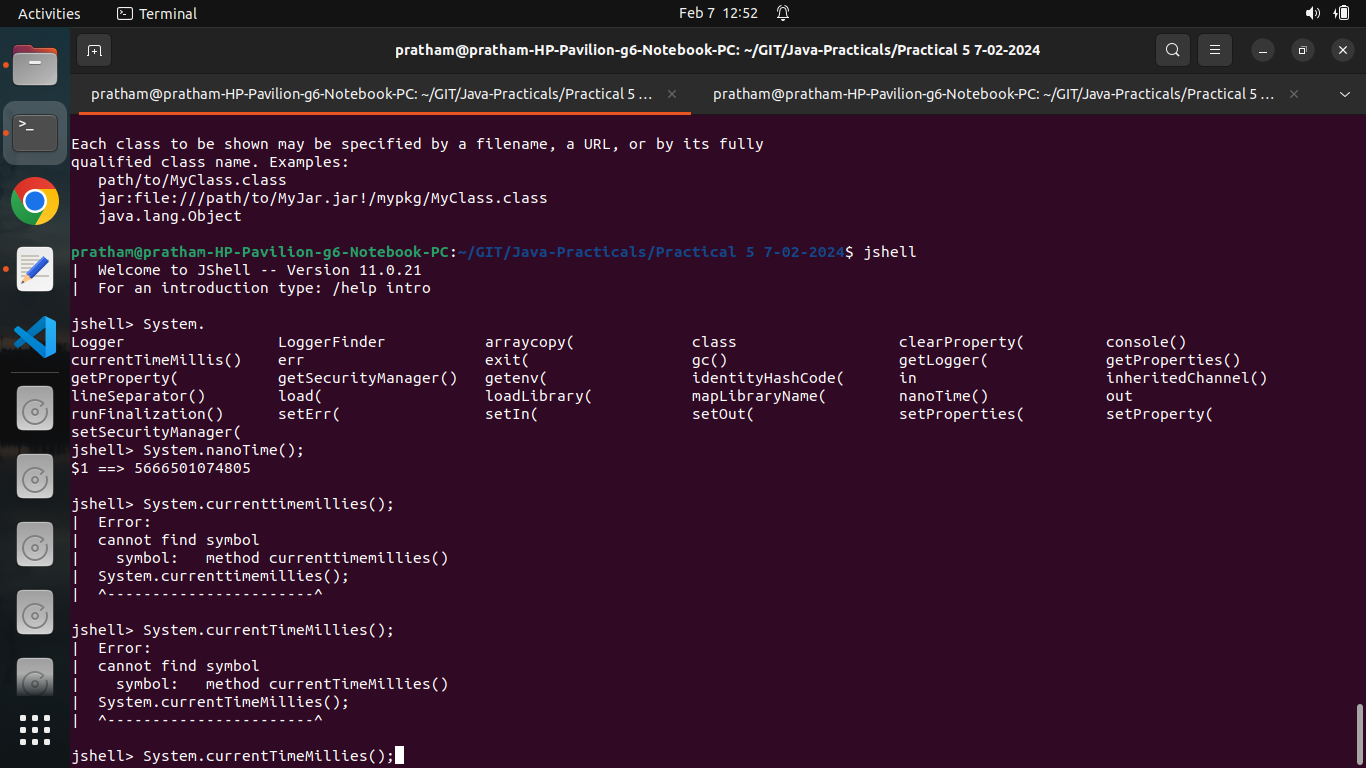 Activities Terminal Feb 7 12:52
pratham@pratham-HP-Pavilion-g6-Notebook-PC: ~/GIT/Java-Practicals/Practical 5 7-02-2024
pratham@pratham-HP-Pavilion-g6-Notebook-PC: ~/GIT/Java-Practicals/Practical 5 ... × pratham@pratham-HP-Pavilion-g6-Notebook-PC: ~/GIT/Java-Practicals/Practical 5 ... ×
Each class to be shown may be specified by a filename, a URL, or by its fully
qualified class name. Examples:
   path/to/MyClass.class
   jar:file:///path/to/MyJar.jar!/mypkg/MyClass.class
   java.lang.Object
pratham@pratham-HP-Pavilion-g6-Notebook-PC:~/GIT/Java-Practicals/Practical 5 7-02-2024$ jshell
|  Welcome to JShell -- Version 11.0.21
|  For an introduction type: /help intro
jshell> System.
Logger                 LoggerFinder           arraycopy(             class                  clearProperty(         console()
currentTimeMillis()    err                    exit(                  gc()                   getLogger(             getProperties()
getProperty(           getSecurityManager()   getenv(                identityHashCode(      in                     inheritedChannel()
lineSeparator()        load(                  loadLibrary(           mapLibraryName(        nanoTime()             out
runFinalization()      setErr(                setIn(                 setOut(                setProperties(         setProperty(
setSecurityManager(
jshell> System.nanoTime();
$1 ==> 5666501074805
jshell> System.currenttimemillies();
|  Error:
|  cannot find symbol
|    symbol:   method currenttimemillies()
|  System.currenttimemillies();
|  ^-----------------------^
jshell> System.currentTimeMillies();
|  Error:
|  cannot find symbol
|    symbol:   method currentTimeMillies()
|  System.currentTimeMillies();
|  ^-----------------------^
jshell> System.currentTimeMillies();